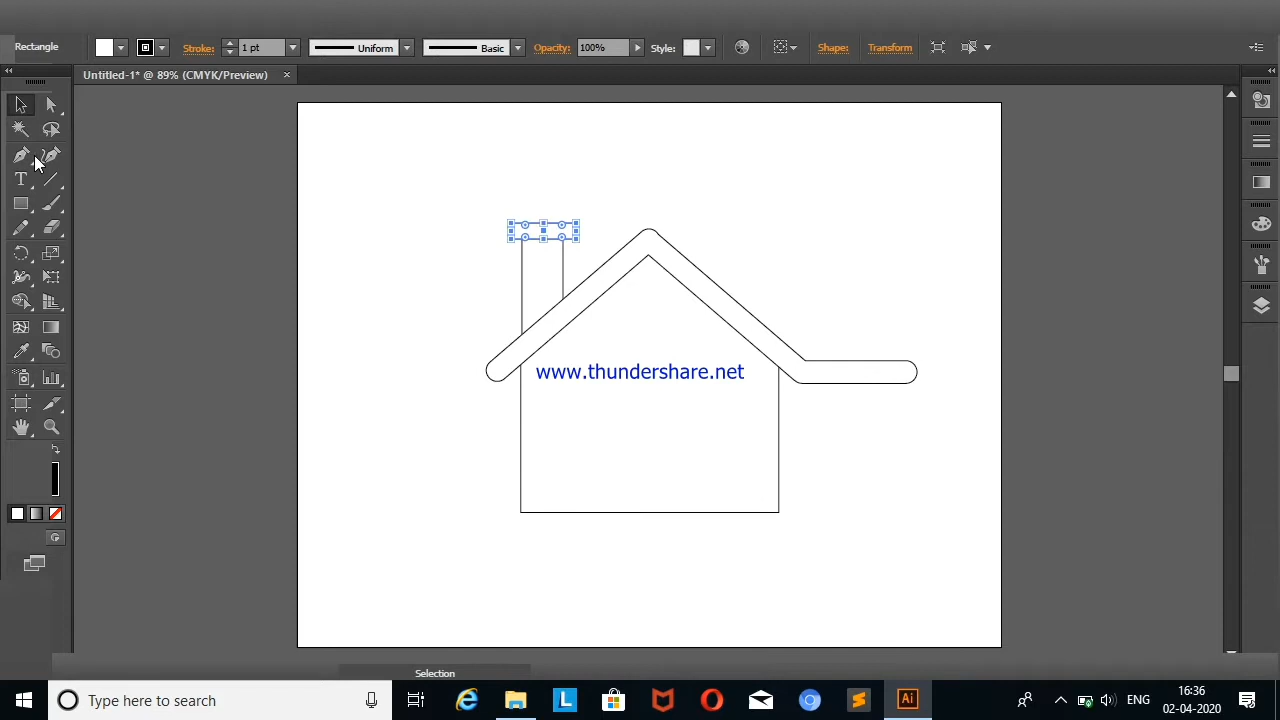 Rectangle
Stroke:
1 pt
Uniform
Basic
Opacity:
100%
Style:
Shape:
Transform
Untitled-1* @ 89% (CMYK/Preview)
www.thundershare.net
Selection
Type here to search
Ai
ENG
16:36
02-04-2020